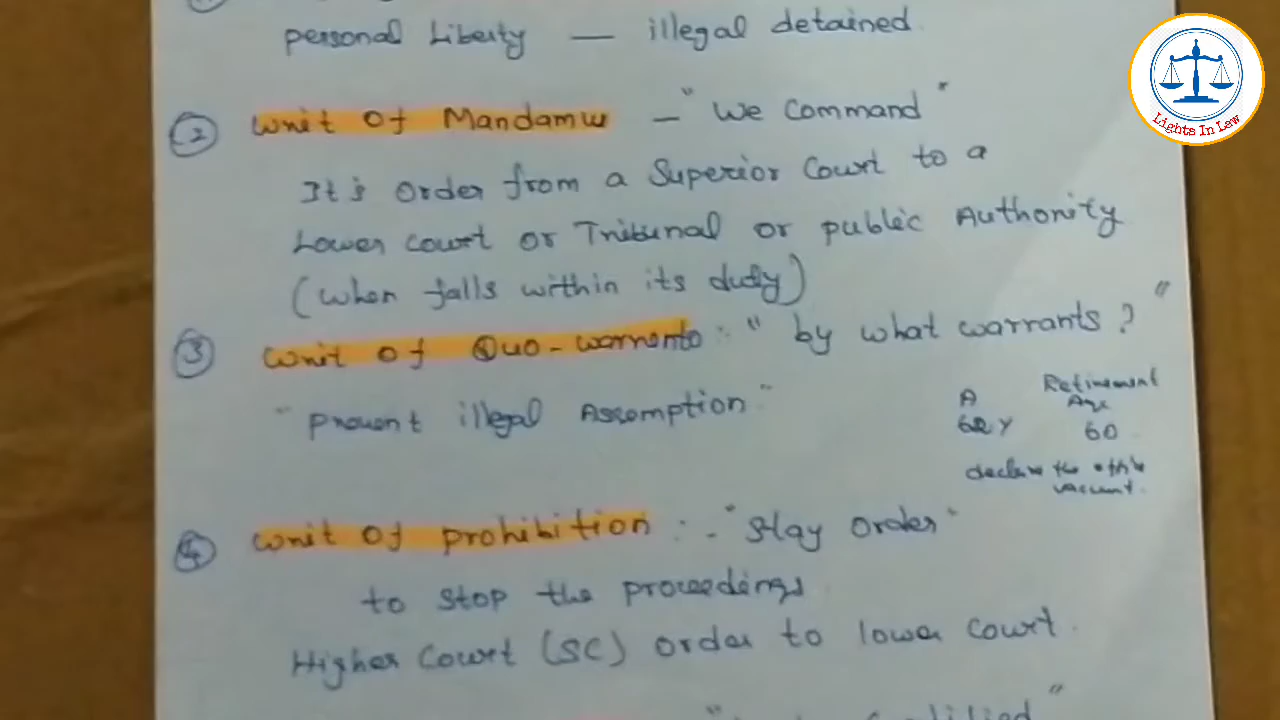 personal Liberty — illegal detained.
② Writ Of Mandamus — "We Command"
It's Order from a Superior Court to a
Lower court or Tribunal or public Authority
(When falls within its duty)
③ Writ Of Quo-warranto :- "by what warrants?"
"Prevent illegal Assomption"
A Retirement
Age
62 Y 60
declare the office
vacant.
④ Writ Of prohibition :- "Stay Order"
to stop the proceedings
Higher Court (SC) order to lower court.
Lights In Law